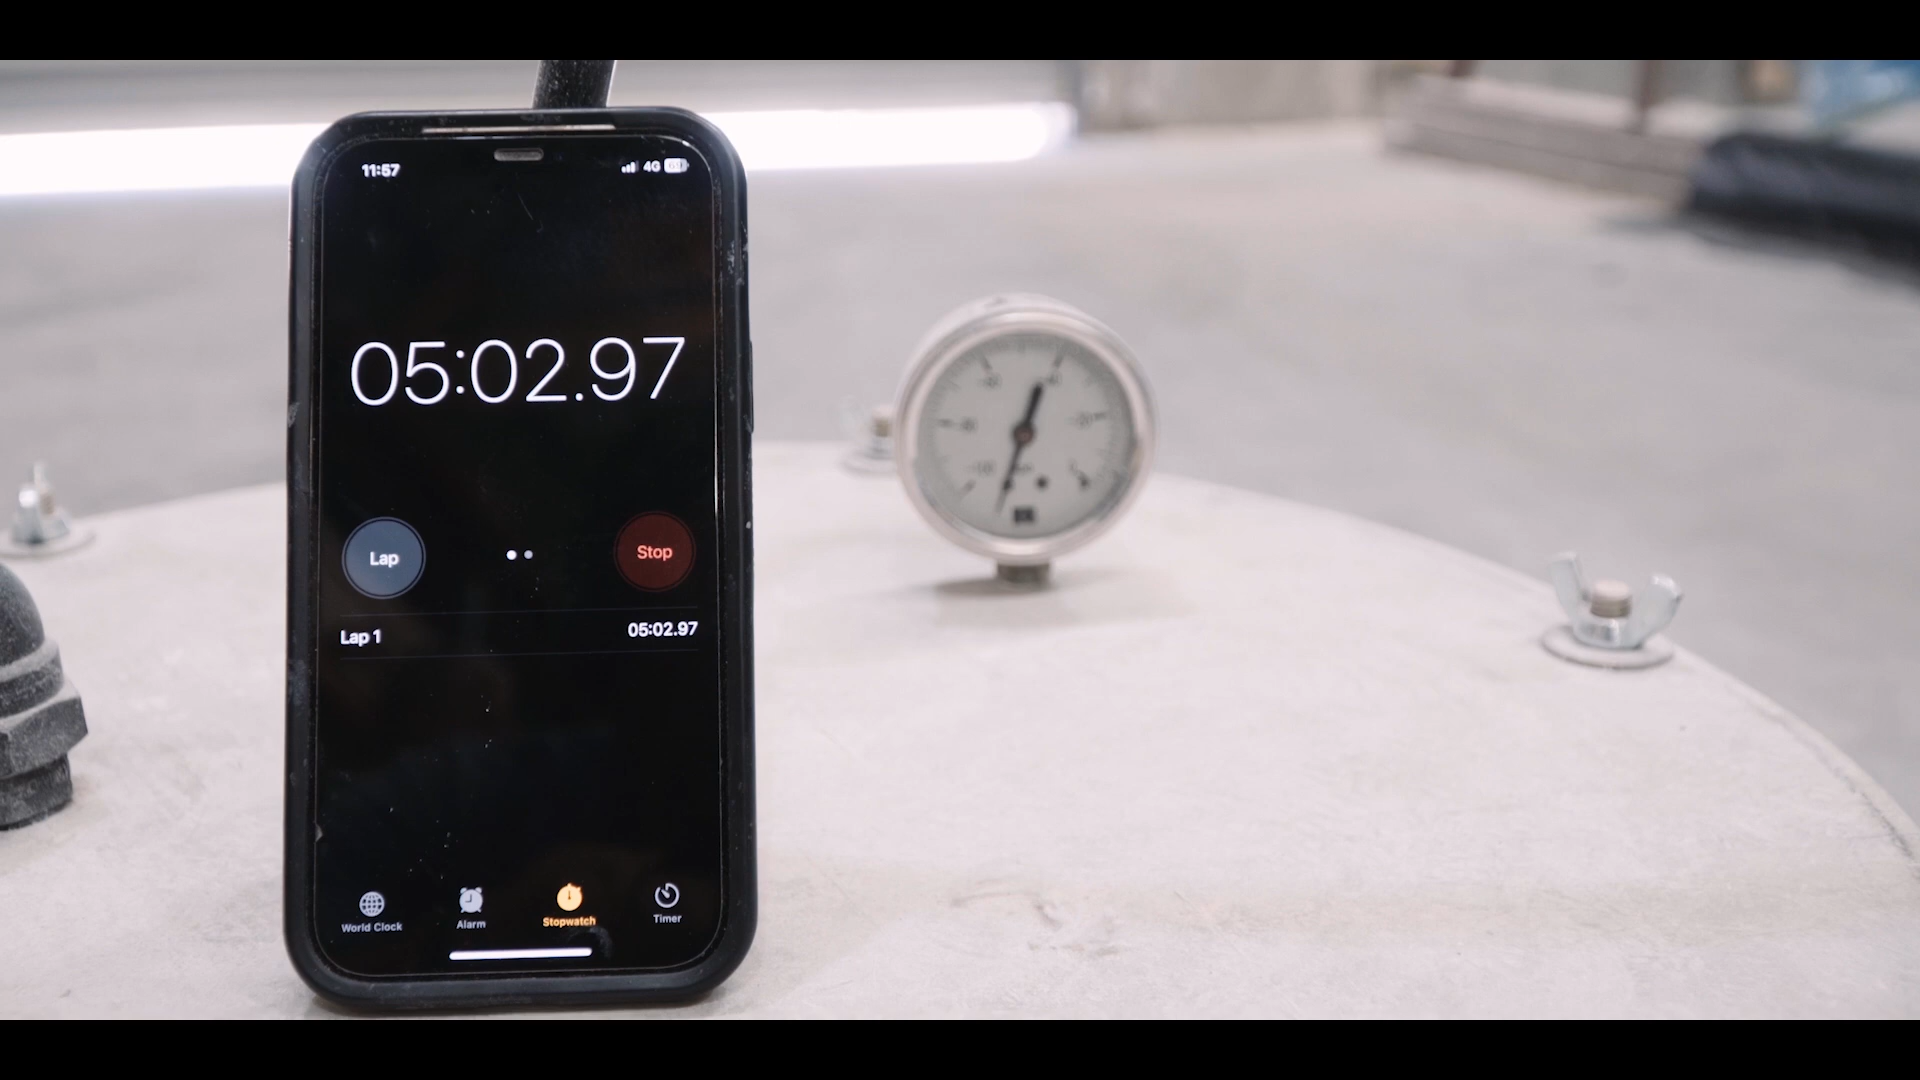 11:57 4G
05:02.97
Lap Stop
Lap 1 05:02.97
World Clock Alarm Stopwatch Timer